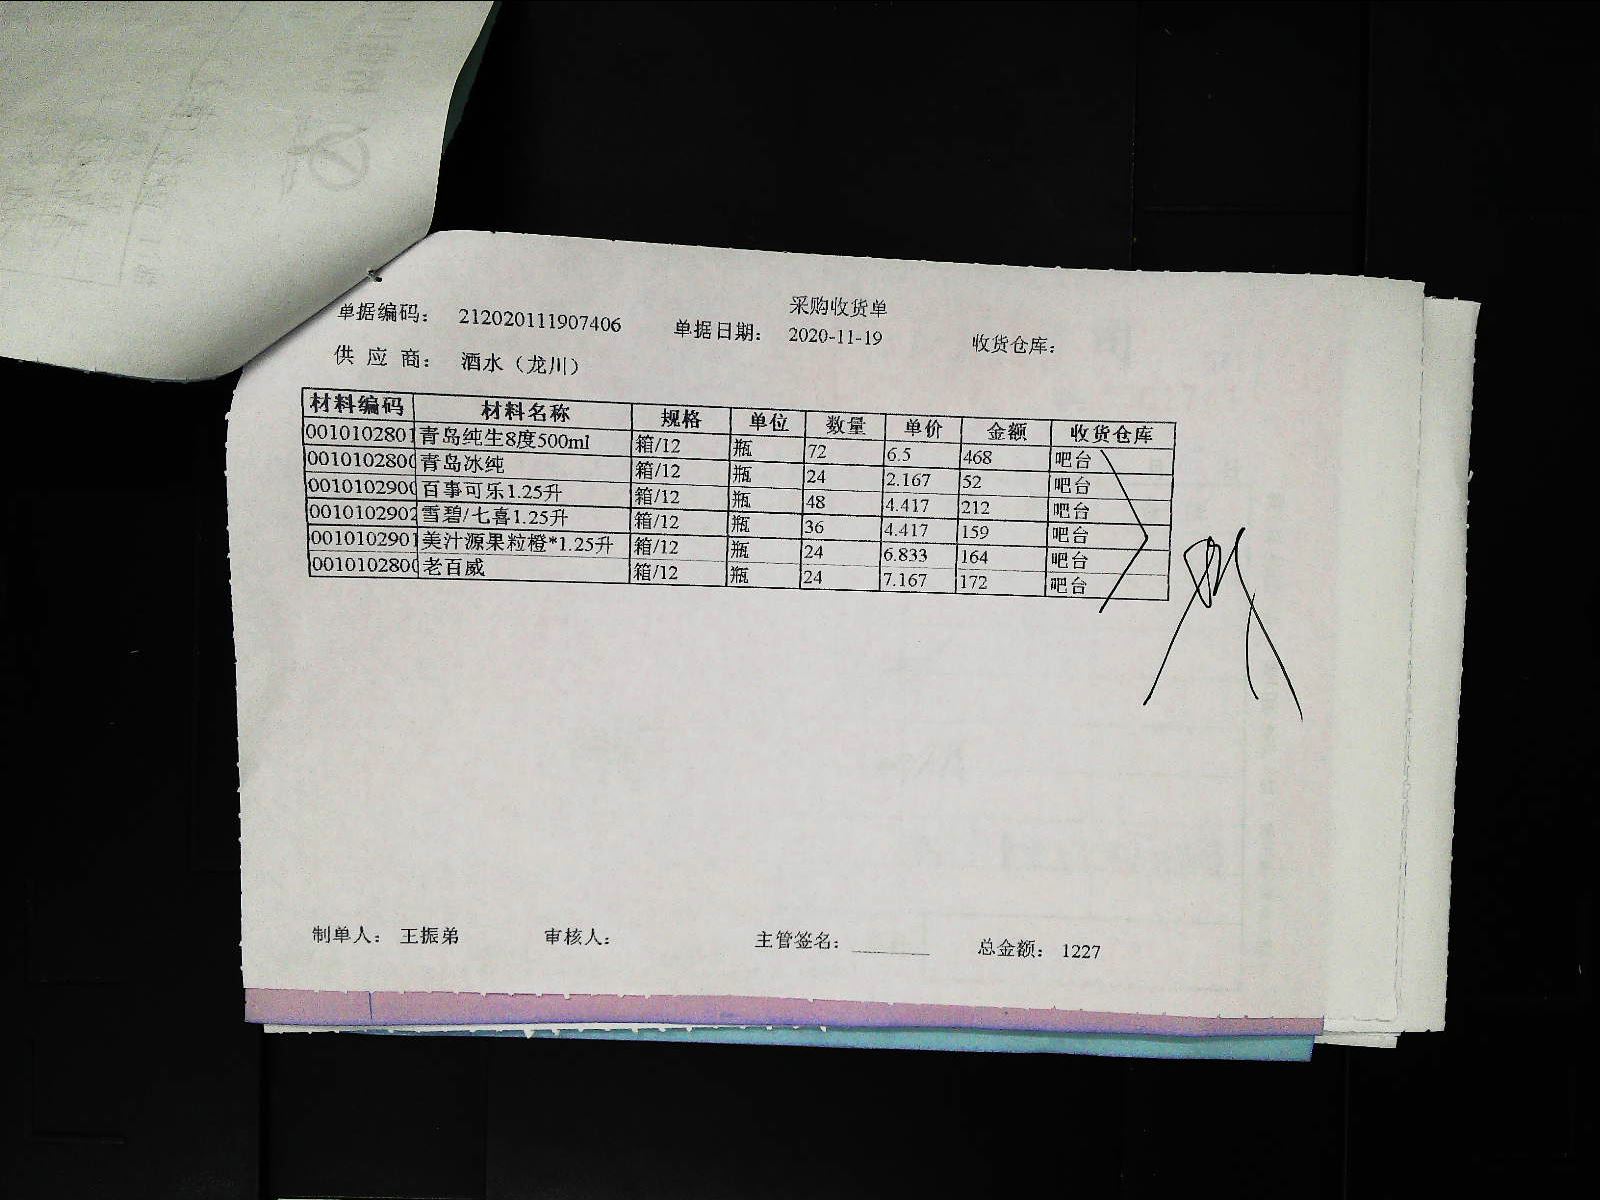 采购收货单
单据编码： 212020111907406 单据日期： 2020-11-19 收货仓库：
供 应 商： 酒水（龙川）
材料编码 材料名称 规格 单位 数量 单价 金额 收货仓库
0010102801 青岛纯生8度500ml 箱/12 瓶 72 6.5 468 吧台
001010280 青岛冰纯 箱/12 瓶 24 2.167 52 吧台
001010290 百事可乐1.25升 箱/12 瓶 48 4.417 212 吧台
0010102902 雪碧/七喜1.25升 箱/12 瓶 36 4.417 159 吧台
0010102901 美汁源果粒橙*1.25升 箱/12 瓶 24 6.833 164 吧台
001010280 老百威 箱/12 瓶 24 7.167 172 吧台
制单人： 王振弟 审核人： 主管签名： 总金额： 1227